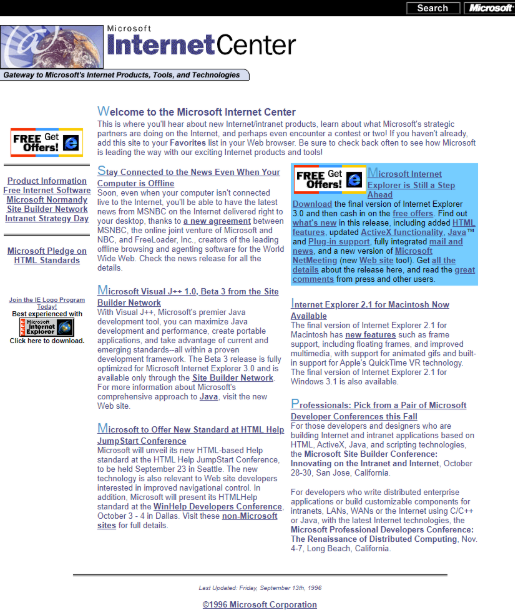 Search
Microsoft
Microsoft
InternetCenter
Gateway to Microsoft's Internet Products, Tools, and Technologies
Welcome to the Microsoft Internet Center
This is where you'll hear about new Internet/intranet products, learn about what Microsoft's strategic
partners are doing on the Internet, and perhaps even encounter a contest or two! If you haven't already,
add this site to your Favorites list in your Web browser. Be sure to check back often to see how Microsoft
is leading the way with our exciting Internet products and tools!
FREE Get
Offers!
Product Information
Free Internet Software
Microsoft Normandy
Site Builder Network
Intranet Strategy Day
Microsoft Pledge on
HTML Standards
Join the IE Logo Program
Today!
Best experienced with
Microsoft
Internet
Explorer
Click here to download.
Stay Connected to the News Even When Your
Computer is Offline
Soon, even when your computer isn't connected
live to the Internet, you'll be able to have the latest
news from MSNBC on the Internet delivered right to
your desktop, thanks to a new agreement between
MSNBC, the online joint venture of Microsoft and
NBC, and FreeLoader, Inc., creators of the leading
offline browsing and agenting software for the World
Wide Web. Check the news release for all the
details.
Microsoft Visual J++ 1.0, Beta 3 from the Site
Builder Network
With Visual J++, Microsoft's premier Java
development tool, you can maximize Java
development and performance, create portable
applications, and take advantage of current and
emerging standards--all within a proven
development framework. The Beta 3 release is fully
optimized for Microsoft Internet Explorer 3.0 and is
available only through the Site Builder Network.
For more information about Microsoft's
comprehensive approach to Java, visit the new
Web site.
Microsoft to Offer New Standard at HTML Help
JumpStart Conference
Microsoft will unveil its new HTML-based Help
standard at the HTML Help JumpStart Conference,
to be held September 23 in Seattle. The new
technology is also relevant to Web site developers
interested in improved navigational control. In
addition, Microsoft will present its HTMLHelp
standard at the WinHelp Developers Conference,
October 3 - 4 in Dallas. Visit these non-Microsoft
sites for full details.
FREE Get
Offers!
Microsoft Internet
Explorer is Still a Step
Ahead
Download the final version of Internet Explorer
3.0 and then cash in on the free offers. Find out
what's new in this release, including added HTML
features, updated ActiveX functionality, Java™
and Plug-in support, fully integrated mail and
news, and a new version of Microsoft
NetMeeting (new Web site too!). Get all the
details about the release here, and read the great
comments from press and other users.
Internet Explorer 2.1 for Macintosh Now
Available
The final version of Internet Explorer 2.1 for
Macintosh has new features such as frame
support, including floating frames, and improved
multimedia, with support for animated gifs and built-
in support for Apple's QuickTime VR technology.
The final version of Internet Explorer 2.1 for
Windows 3.1 is also available.
Professionals: Pick from a Pair of Microsoft
Developer Conferences this Fall
For those developers and designers who are
building Internet and intranet applications based on
HTML, ActiveX, Java, and scripting technologies,
the Microsoft Site Builder Conference:
Innovating on the Intranet and Internet, October
28-30, San Jose, California.
For developers who write distributed enterprise
applications or build customizable components for
intranets, LANs, WANs or the Internet using C/C++
or Java, with the latest Internet technologies, the
Microsoft Professional Developers Conference:
The Renaissance of Distributed Computing, Nov.
4-7, Long Beach, California.
Last Updated: Friday, September 13th, 1996
©1996 Microsoft Corporation